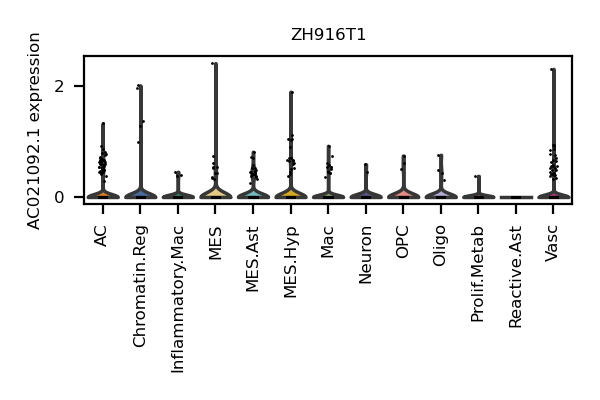 ZH916T1
AC021092.1 expression
2
0
AC
Chromatin.Reg
Inflammatory.Mac
MES
MES.Ast
MES.Hyp
Mac
Neuron
OPC
Oligo
Prolif.Metab
Reactive.Ast
Vasc